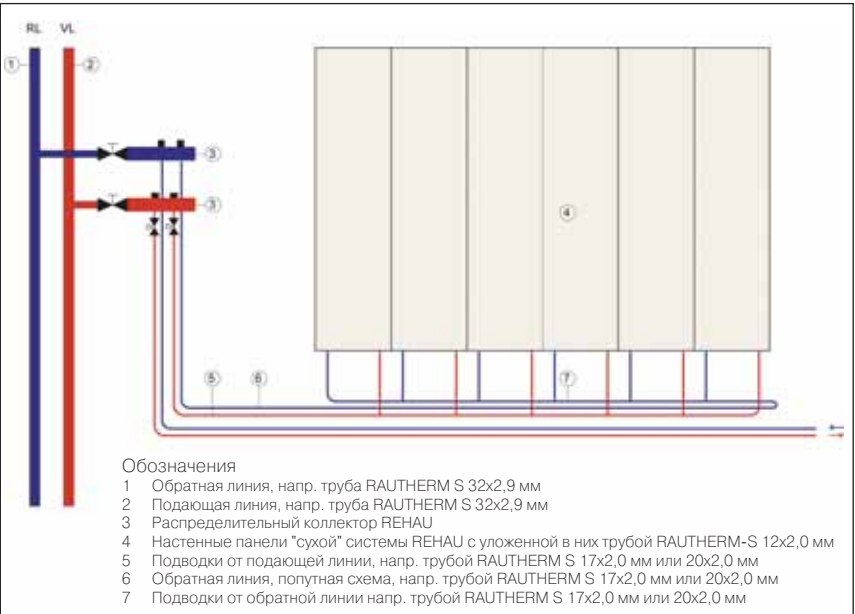 RL VL
1 2
3
3
4
5 6 7
Обозначения
1 Обратная линия, напр. труба RAUTHERM S 32x2,9 мм
2 Подающая линия, напр. труба RAUTHERM S 32x2,9 мм
3 Распределительный коллектор REHAU
4 Настенные панели "сухой" системы REHAU с уложенной в них трубой RAUTHERM-S 12x2,0 мм
5 Подводки от подающей линии, напр. трубой RAUTHERM S 17x2,0 мм или 20x2,0 мм
6 Обратная линия, попутная схема, напр. трубой RAUTHERM S 17x2,0 мм или 20x2,0 мм
7 Подводки от обратной линии напр. трубой RAUTHERM S 17x2,0 мм или 20x2,0 мм